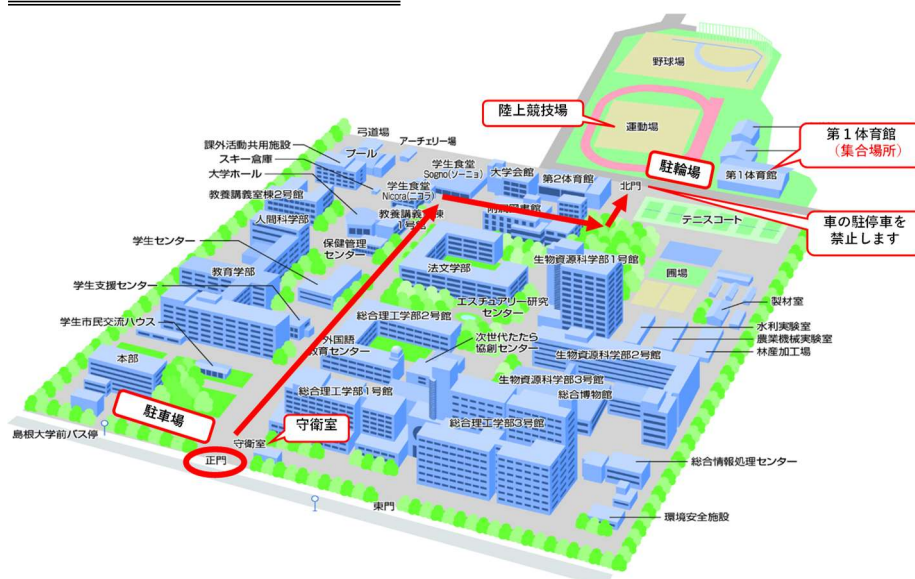 野球場
陸上競技場
運動場
第1体育館
(集合場所)
弓道場
アーチェリー場
課外活動共用施設
プール
学生食堂
Sogno(ソーニョ)
大学会館
駐輪場
スキー倉庫
第2体育館
第1体育館
大学ホール
学生食堂
Nicora(ニコラ)
北門
教養講義室棟2号館
附属図書館
テニスコート
車の駐停車を
禁止します
人間科学部
教養講義室棟
1号館
学生センター
保健管理
センター
生物資源科学部1号館
法文学部
圃場
教育学部
学生支援センター
エスチュアリー研究
センター
製材室
総合理工学部2号館
学生市民交流ハウス
水利実験室
外国語
教育センター
次世代たたら
協創センター
農業機械実験室
本部
生物資源科学部2号館
林産加工場
総合理工学部1号館
生物資源科学部3号館
総合博物館
駐車場
守衛室
守衛室
総合理工学部3号館
島根大学前バス停
正門
総合情報処理センター
東門
環境安全施設